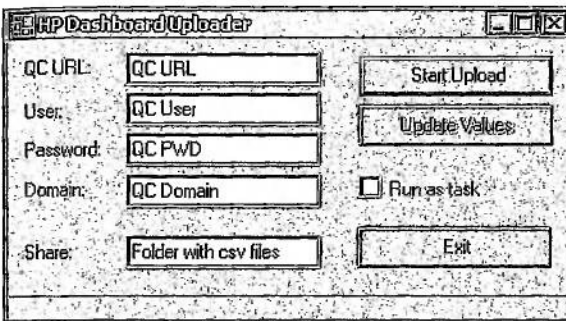 HP Dashboard Uploader
QC URL: QC URL Start Upload
User: QC User Update Values
Password: QC PWD
Domain: QC Domain Run as task
Share: Folder with csv files Exit